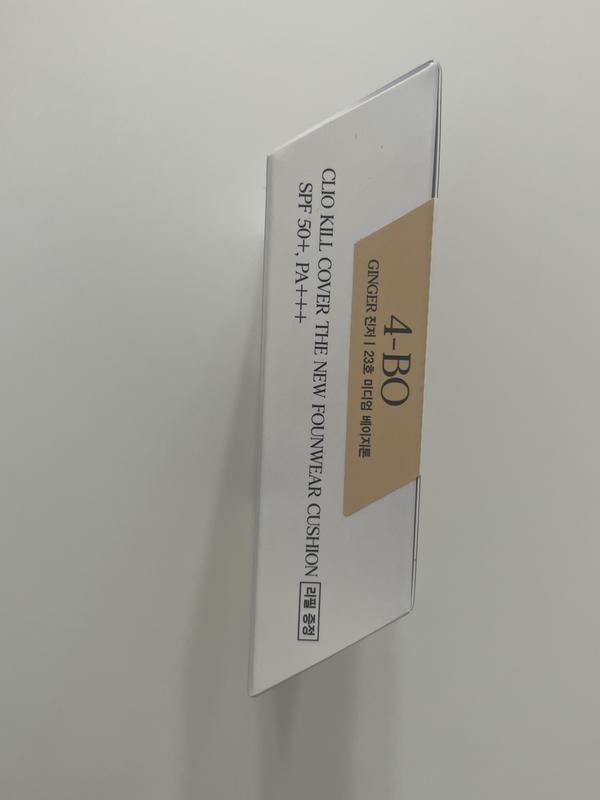 4-BO
GINGER 진저 | 23호 미디엄 베이지톤
CLIO KILL COVER THE NEW FOUNWEAR CUSHION 리필 증정
SPF 50+, PA+++